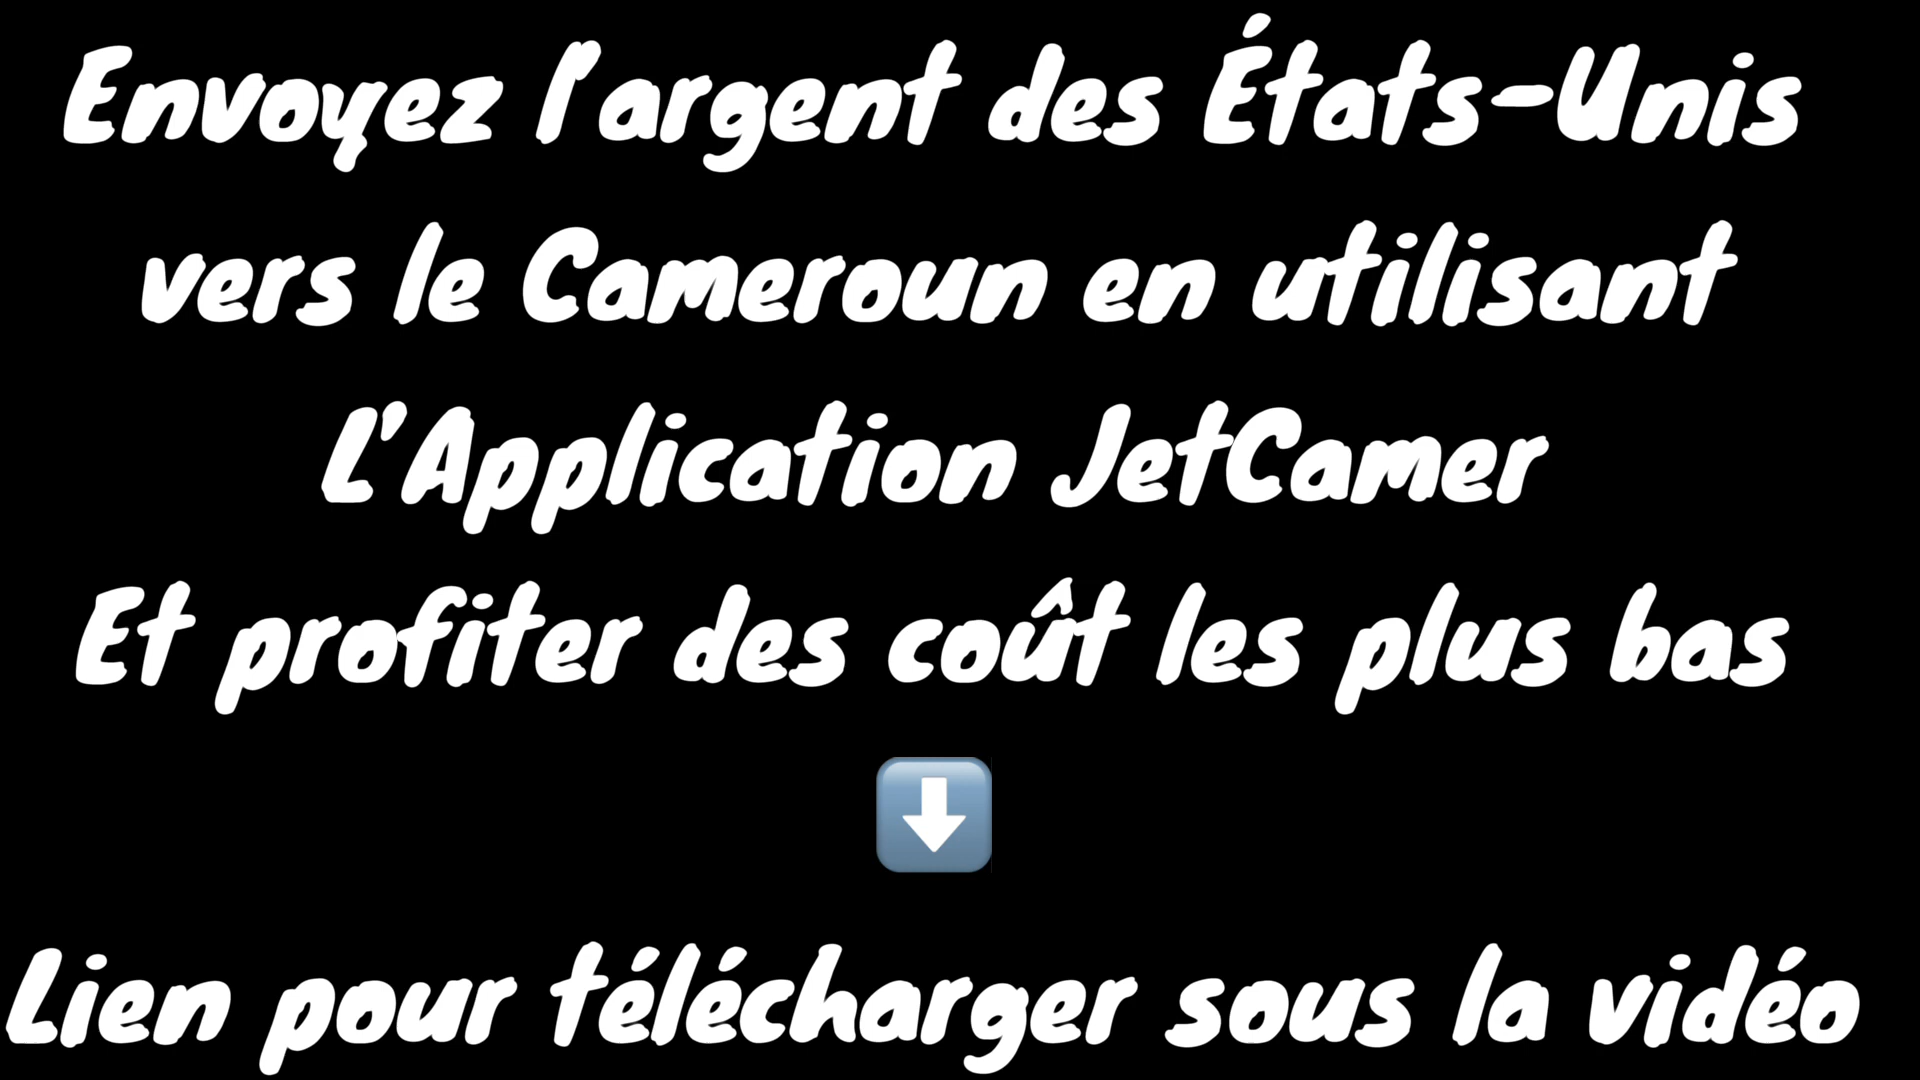 Envoyez l'argent des États-Unis
vers le Cameroun en utilisant
L'Application JetCamer
Et profiter des coût les plus bas
Lien pour télécharger sous la vidéo